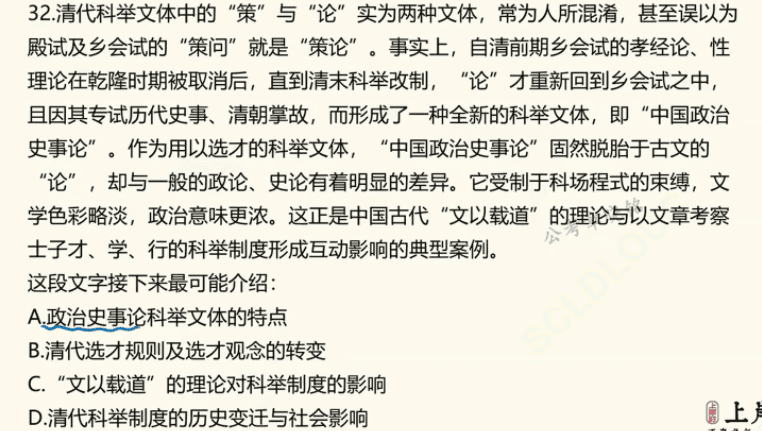 32.清代科举文体中的“策”与“论”实为两种文体，常为人所混淆，甚至误以为
殿试及乡会试的“策问”就是“策论”。事实上，自清前期乡会试的孝经论、性
理论在乾隆时期被取消后，直到清末科举改制，“论”才重新回到乡会试之中，
且因其专试历代史事、清朝掌故，而形成了一种全新的科举文体，即“中国政治
史事论”。作为用以选才的科举文体，“中国政治史事论”固然脱胎于古文的
“论”，却与一般的政论、史论有着明显的差异。它受制于科场程式的束缚，文
学色彩略淡，政治意味更浓。这正是中国古代“文以载道”的理论与以文章考察
士子才、学、行的科举制度形成互动影响的典型案例。
这段文字接下来最可能介绍：
A.政治史事论科举文体的特点
B.清代选才规则及选才观念的转变
C.“文以载道”的理论对科举制度的影响
D.清代科举制度的历史变迁与社会影响
上岸